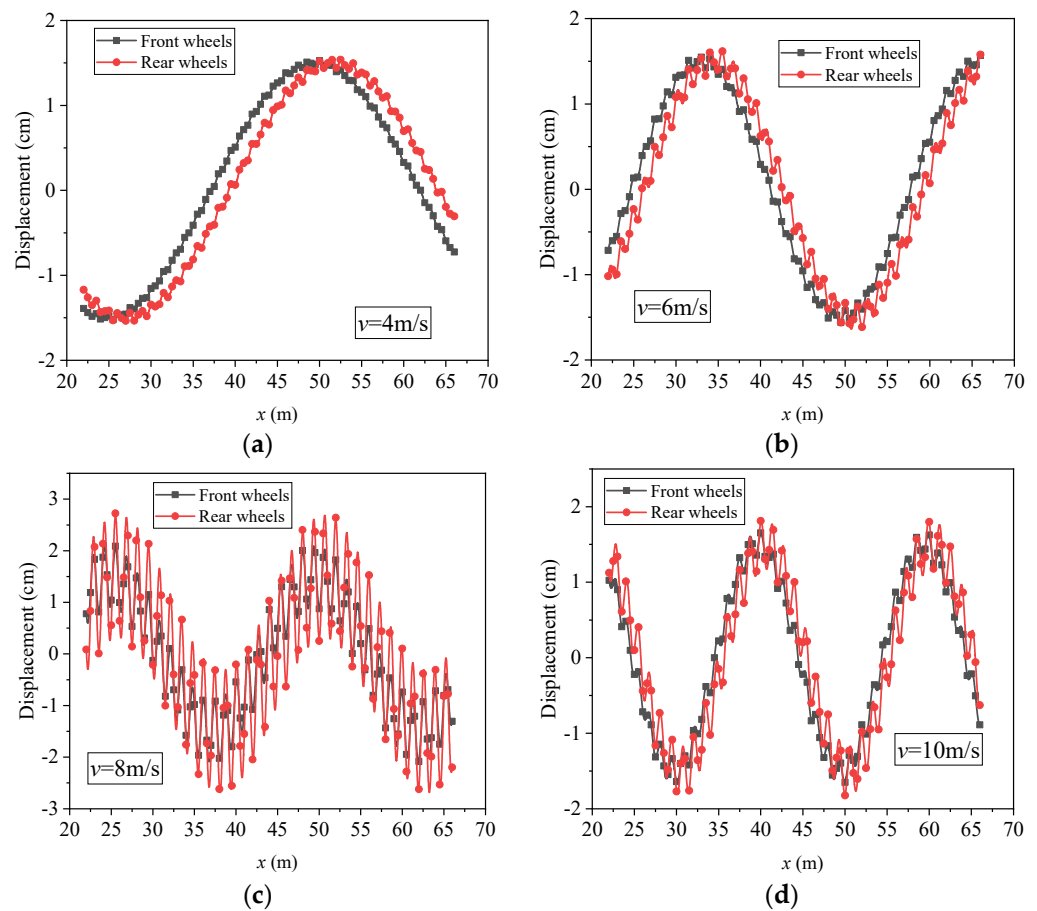 Front wheels
Rear wheels
Displacement (cm)
2
1
0
-1
-2
v=4m/s
20 25 30 35 40 45 50 55 60 65 70
x (m)
(a)
Front wheels
Rear wheels
Displacement (cm)
2
1
0
-1
-2
v=6m/s
20 25 30 35 40 45 50 55 60 65 70
x (m)
(b)
Front wheels
Rear wheels
Displacement (cm)
3
2
1
0
-1
-2
-3
v=8m/s
20 25 30 35 40 45 50 55 60 65 70
x (m)
(c)
Front wheels
Rear wheels
Displacement (cm)
2
1
0
-1
-2
v=10m/s
20 25 30 35 40 45 50 55 60 65 70
x (m)
(d)